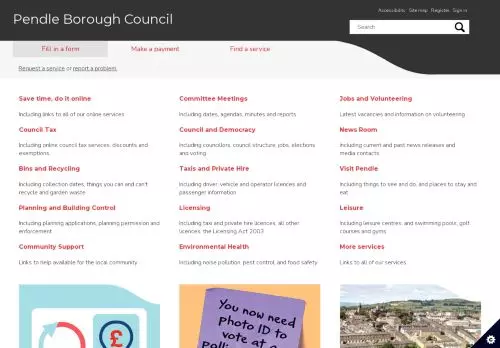 Pendle Borough Council
Accessibility Site map Register Sign in
Search
Fill in a form Make a payment Find a service
Request a service or report a problem.
Save time, do it online
Including links to all of our online services
Committee Meetings
Including dates, agendas, minutes and reports
Jobs and Volunteering
Latest vacancies and information on volunteering
Council Tax
Including online council tax services, discounts and
exemptions
Council and Democracy
Including councillors, council structure, jobs, elections
and voting
News Room
Including current and past news releases and
media contacts
Bins and Recycling
Including collection dates, things you can and can't
recycle and garden waste
Taxis and Private Hire
Including driver, vehicle and operator licences and
passenger information
Visit Pendle
Including things to see and do, and places to stay and
eat
Planning and Building Control
Including planning applications, planning permission and
enforcement
Licensing
Including taxi and private hire licences, all other
licences, the Licensing Act 2003
Leisure
Including leisure centres, and swimming pools, golf
courses and gyms
Community Support
Links to help available for the local community
Environmental Health
Including noise pollution, pest control, and food safety
More services
Links to all of our services
£
You now need
Photo ID to
vote at a